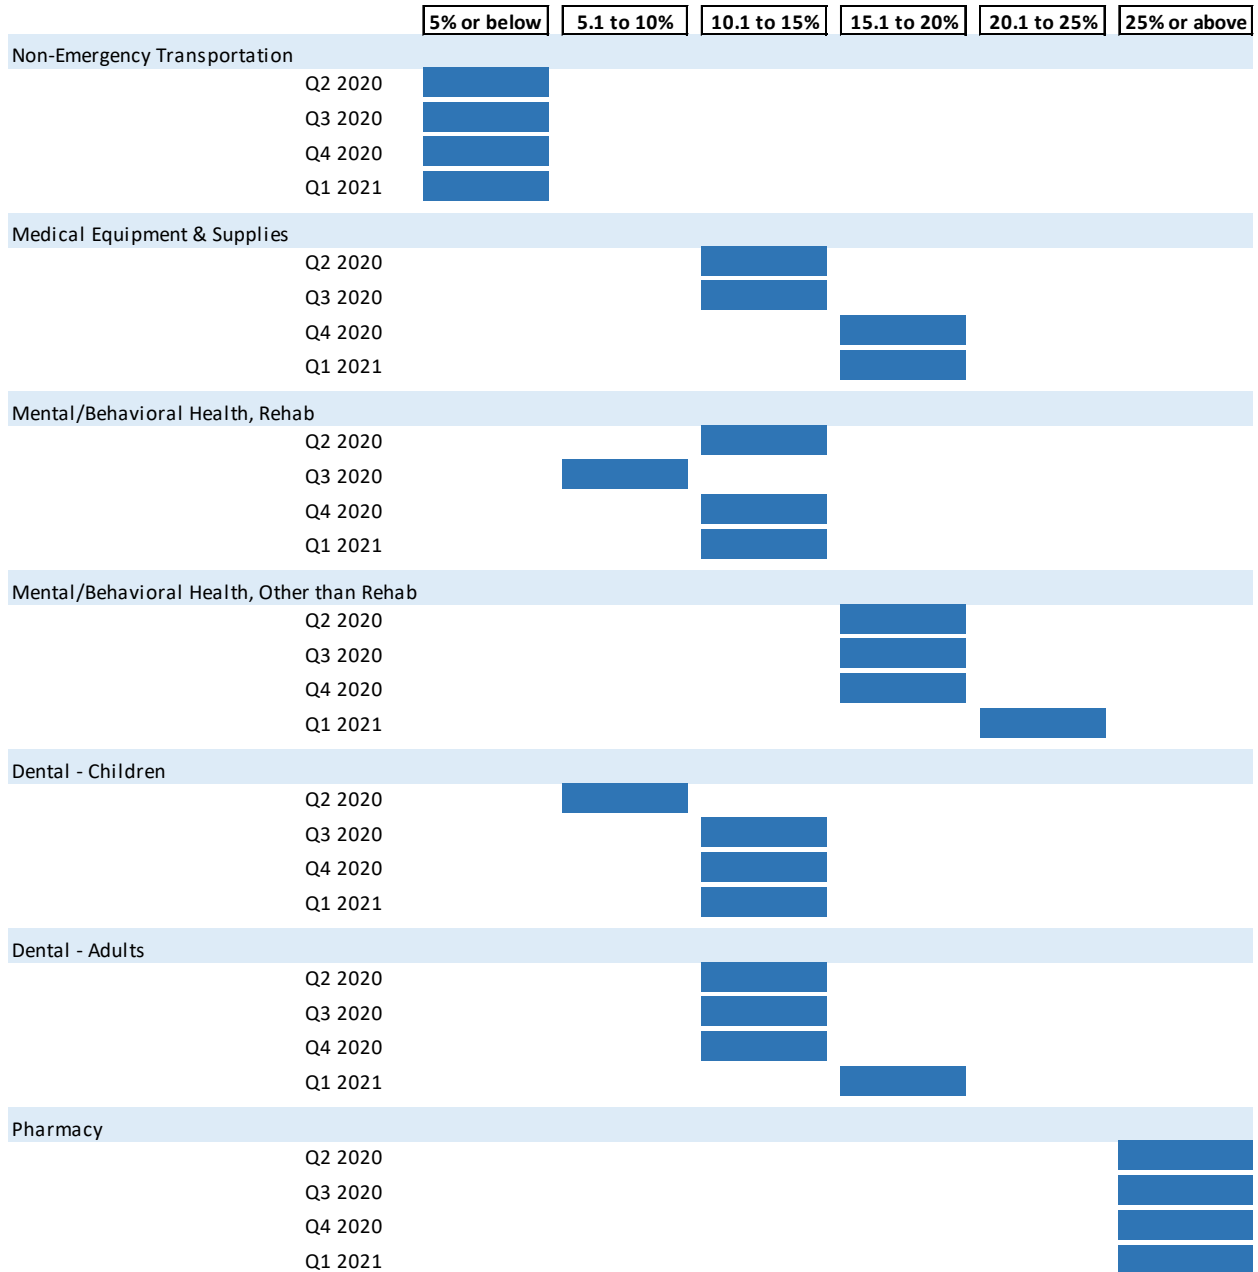 5% or below 5.1 to 10% 10.1 to 15% 15.1 to 20% 20.1 to 25% 25% or above
Non-Emergency Transportation
Q2 2020
Q3 2020
Q4 2020
Q1 2021
Medical Equipment & Supplies
Q2 2020
Q3 2020
Q4 2020
Q1 2021
Mental/Behavioral Health, Rehab
Q2 2020
Q3 2020
Q4 2020
Q1 2021
Mental/Behavioral Health, Other than Rehab
Q2 2020
Q3 2020
Q4 2020
Q1 2021
Dental - Children
Q2 2020
Q3 2020
Q4 2020
Q1 2021
Dental - Adults
Q2 2020
Q3 2020
Q4 2020
Q1 2021
Pharmacy
Q2 2020
Q3 2020
Q4 2020
Q1 2021